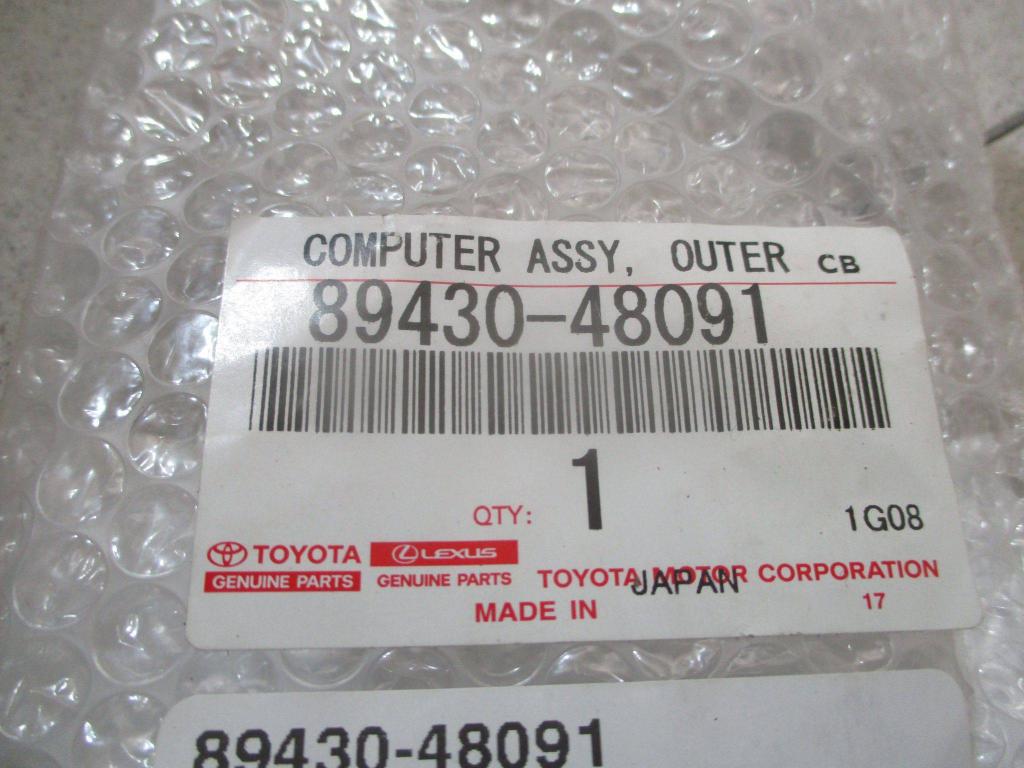 COMPUTER ASSY, OUTER CB
89430-48091
QTY: 1
1G08
TOYOTA LEXUS
GENUINE PARTS GENUINE PARTS TOYOTA MOTOR CORPORATION
MADE IN JAPAN 17
89430-48091